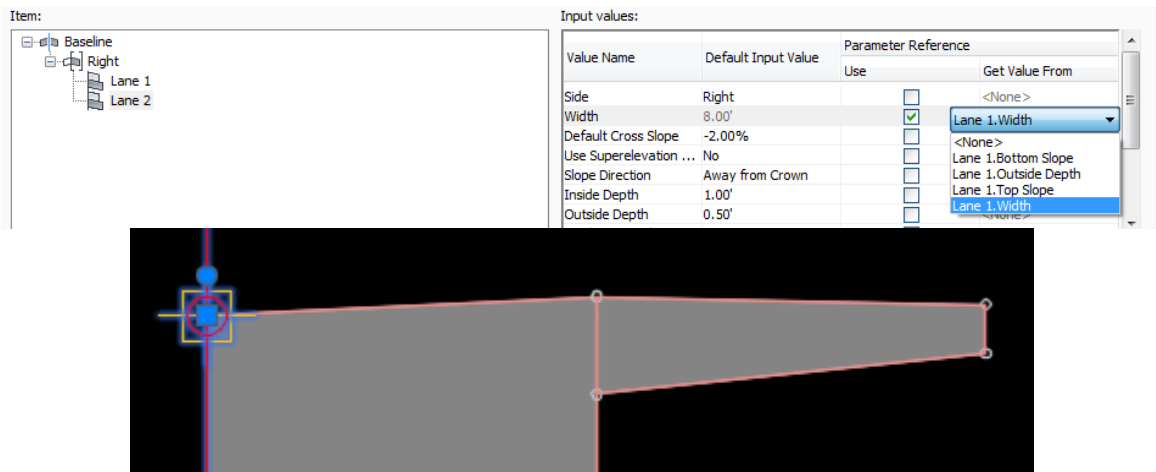 Item:
Baseline
Right
Lane 1
Lane 2
Input values:
Value Name Default Input Value Parameter Reference
Use Get Value From
Side Right <None>
Width 8.00' Lane 1.Width
Default Cross Slope -2.00%
Use Superelevation ... No
Slope Direction Away from Crown
Inside Depth 1.00'
Outside Depth 0.50' <None>
<None>
Lane 1.Bottom Slope
Lane 1.Outside Depth
Lane 1.Top Slope
Lane 1.Width